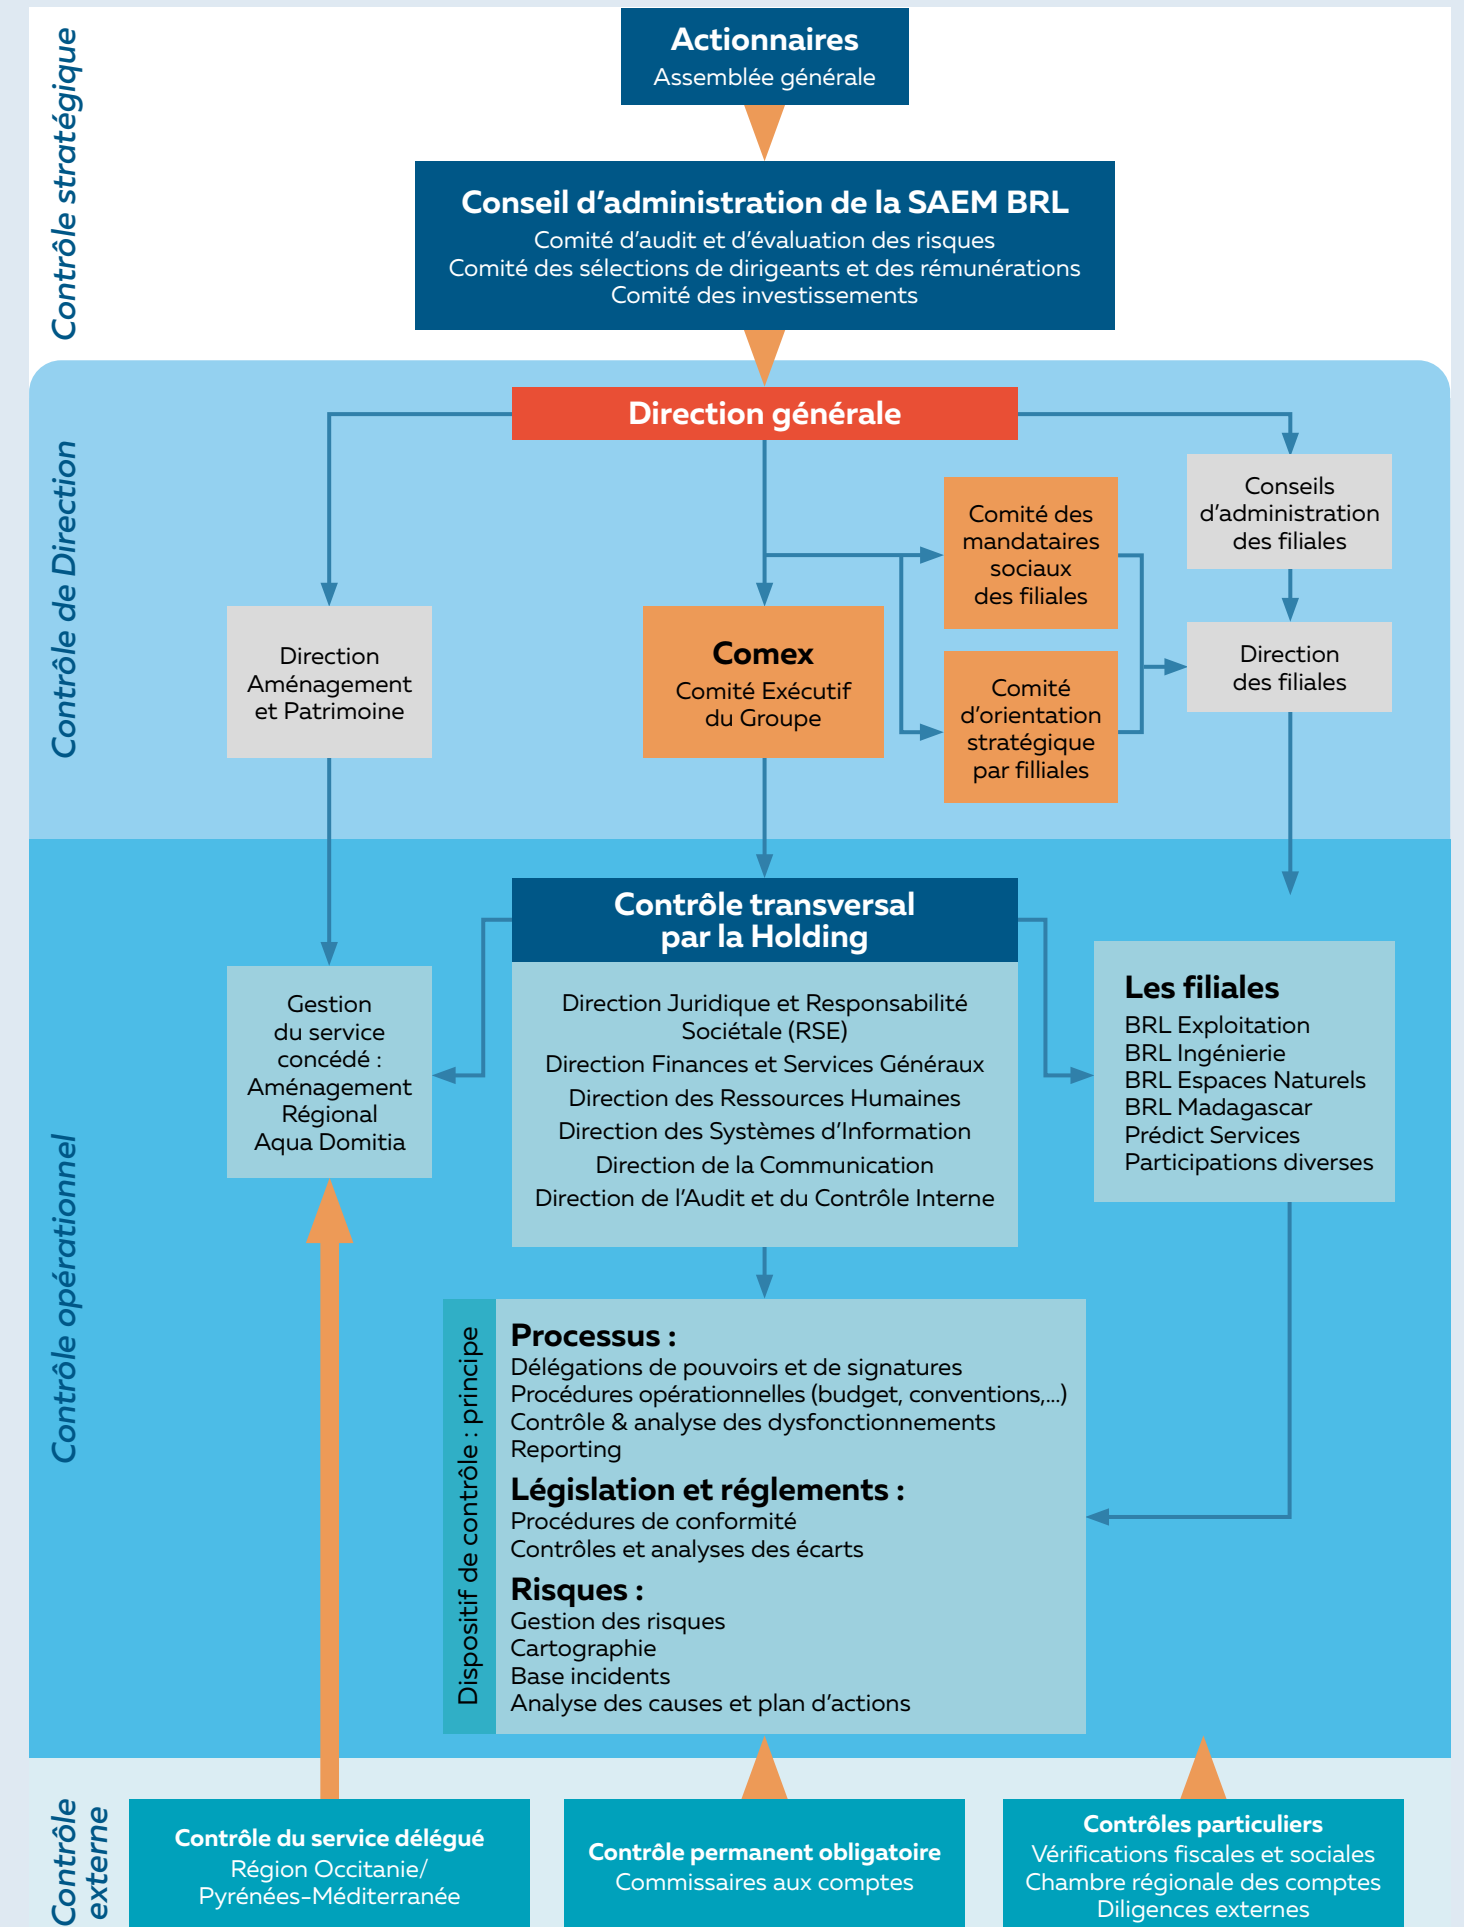 Contrôle stratégique
Actionnaires
Assemblée générale
Conseil d'administration de la SAEM BRL
Comité d'audit et d'évaluation des risques
Comité des sélections de dirigeants et des rémunérations
Comité des investissements
Contrôle de Direction
Direction générale
Direction
Aménagement
et Patrimoine
Comex
Comité Exécutif
du Groupe
Comité des
mandataires
sociaux
des filiales
Comité
d'orientation
stratégique
par filliales
Conseils
d'administration
des filiales
Direction
des filiales
Contrôle opérationnel
Gestion
du service
concédé :
Aménagement
Régional
Aqua Domitia
Contrôle transversal
par la Holding
Direction Juridique et Responsabilité
Sociétale (RSE)
Direction Finances et Services Généraux
Direction des Ressources Humaines
Direction des Systèmes d'Information
Direction de la Communication
Direction de l'Audit et du Contrôle Interne
Les filiales
BRL Exploitation
BRL Ingénierie
BRL Espaces Naturels
BRL Madagascar
Prédict Services
Participations diverses
Dispositif de contrôle : principe
Processus :
Délégations de pouvoirs et de signatures
Procédures opérationnelles (budget, conventions,...)
Contrôle & analyse des dysfonctionnements
Reporting
Législation et réglements :
Procédures de conformité
Contrôles et analyses des écarts
Risques :
Gestion des risques
Cartographie
Base incidents
Analyse des causes et plan d'actions
Contrôle
externe
Contrôle du service délégué
Région Occitanie/
Pyrénées-Méditerranée
Contrôle permanent obligatoire
Commissaires aux comptes
Contrôles particuliers
Vérifications fiscales et sociales
Chambre régionale des comptes
Diligences externes